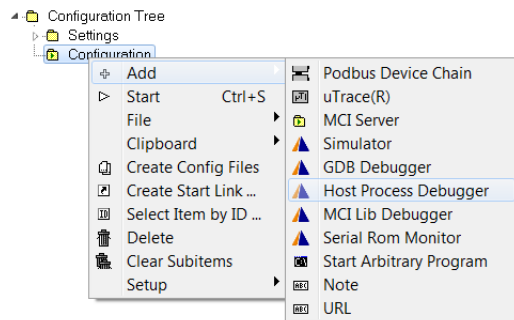 Configuration Tree
Settings
Configuration
Add
Start Ctrl+S
File
Clipboard
Create Config Files
Create Start Link ...
Select Item by ID ...
Delete
Clear Subitems
Setup
Podbus Device Chain
uTrace(R)
MCI Server
Simulator
GDB Debugger
Host Process Debugger
MCI Lib Debugger
Serial Rom Monitor
Start Arbitrary Program
Note
URL